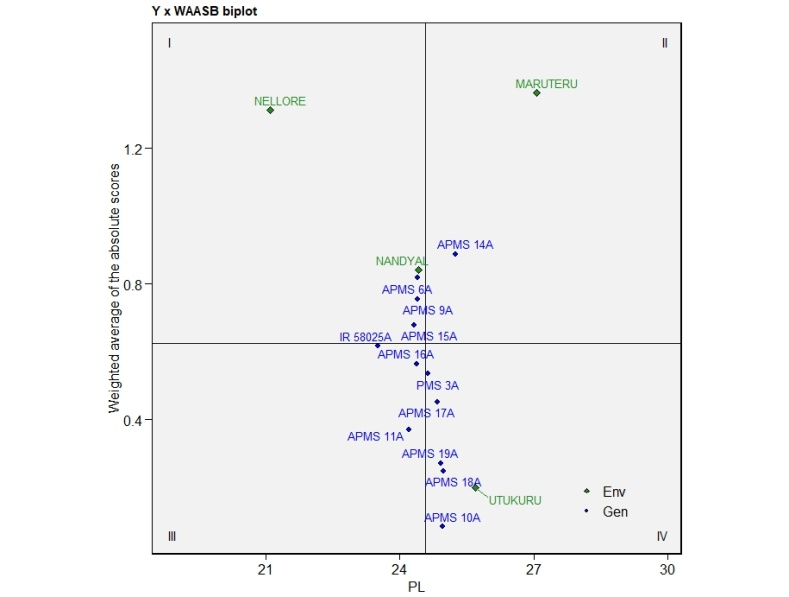 Y x WAASB biplot
I
II
MARUTERU
NELLORE
1.2
APMS 14A
NANDYAL
0.8
APMS 6A
APMS 9A
IR 58025A
APMS 15A
APMS 16A
PMS 3A
APMS 17A
0.4
APMS 11A
APMS 19A
APMS 18A
Env
UTUKURU
Gen
APMS 10A
III
IV
21
24
27
30
PL
Weighted average of the absolute scores